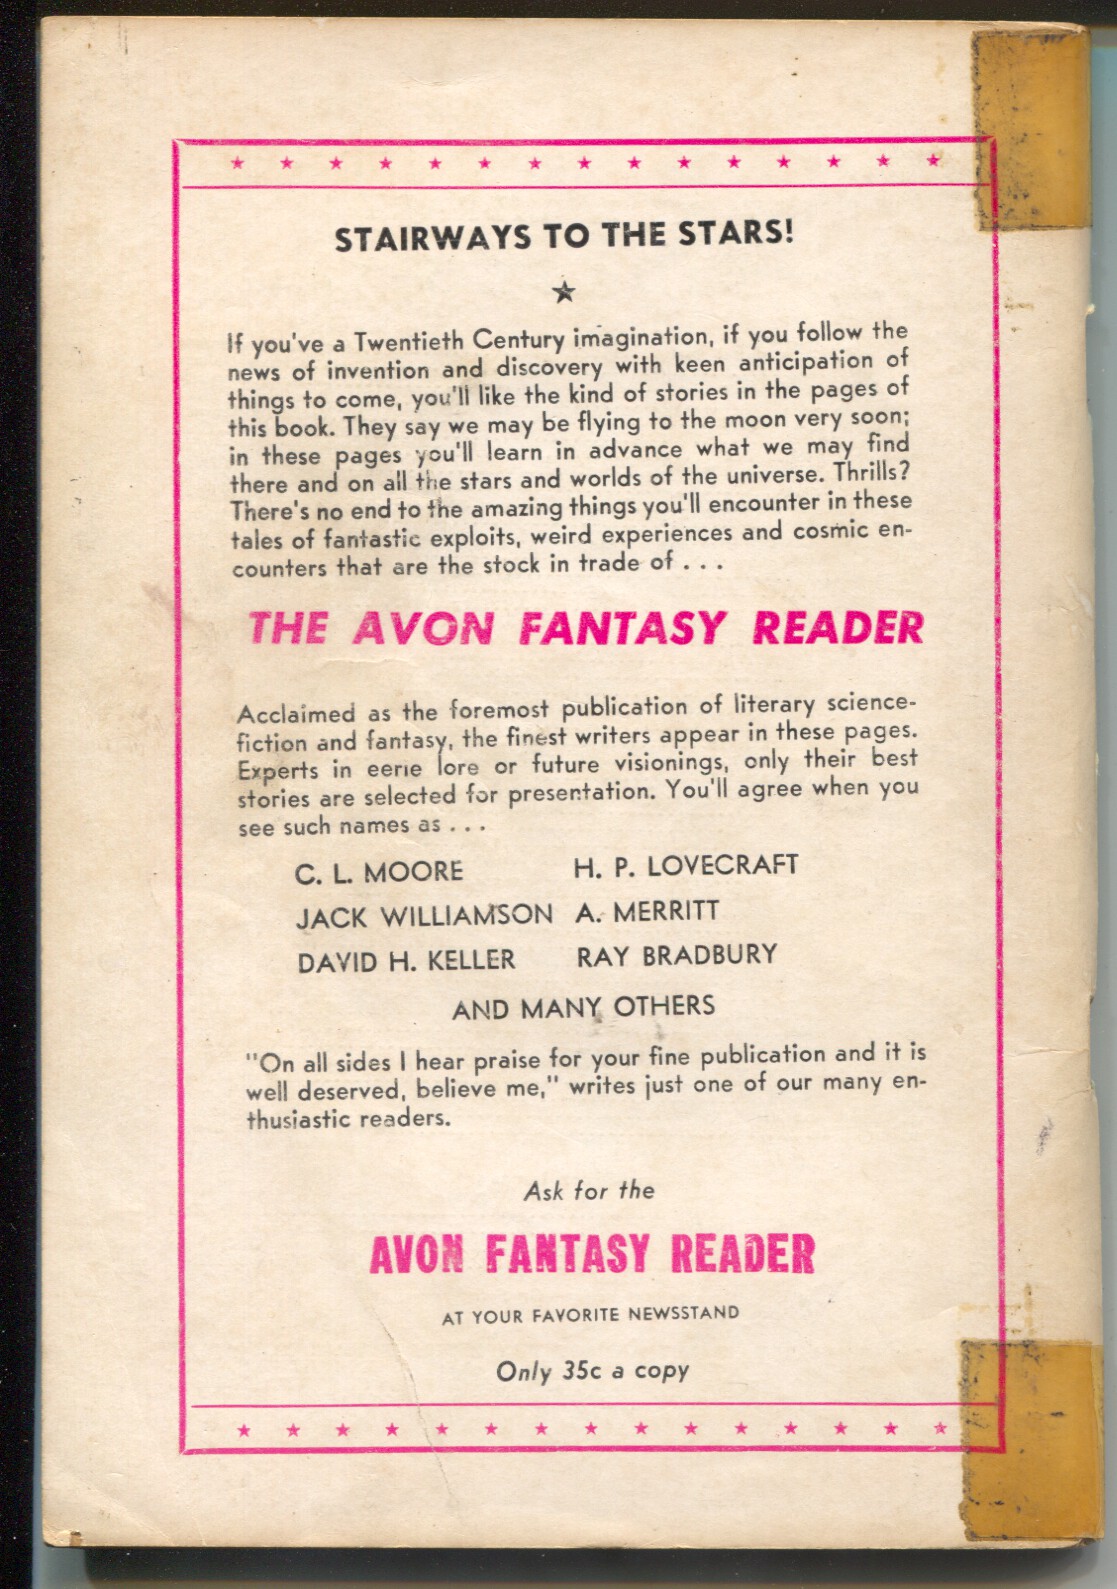 STAIRWAYS TO THE STARS!
If you've a Twentieth Century imagination, if you follow the
news of invention and discovery with keen anticipation of
things to come, you'll like the kind of stories in the pages of
this book. They say we may be flying to the moon very soon;
in these pages you'll learn in advance what we may find
there and on all the stars and worlds of the universe. Thrills?
There's no end to the amazing things you'll encounter in these
tales of fantastic exploits, weird experiences and cosmic en-
counters that are the stock in trade of . . .
THE AVON FANTASY READER
Acclaimed as the foremost publication of literary science-
fiction and fantasy, the finest writers appear in these pages.
Experts in eerie lore or future visionings, only their best
stories are selected for presentation. You'll agree when you
see such names as . . .
C. L. MOORE H. P. LOVECRAFT
JACK WILLIAMSON A. MERRITT
DAVID H. KELLER RAY BRADBURY
AND MANY OTHERS
"On all sides I hear praise for your fine publication and it is
well deserved, believe me," writes just one of our many en-
thusiastic readers.
Ask for the
AVON FANTASY READER
AT YOUR FAVORITE NEWSSTAND
Only 35c a copy